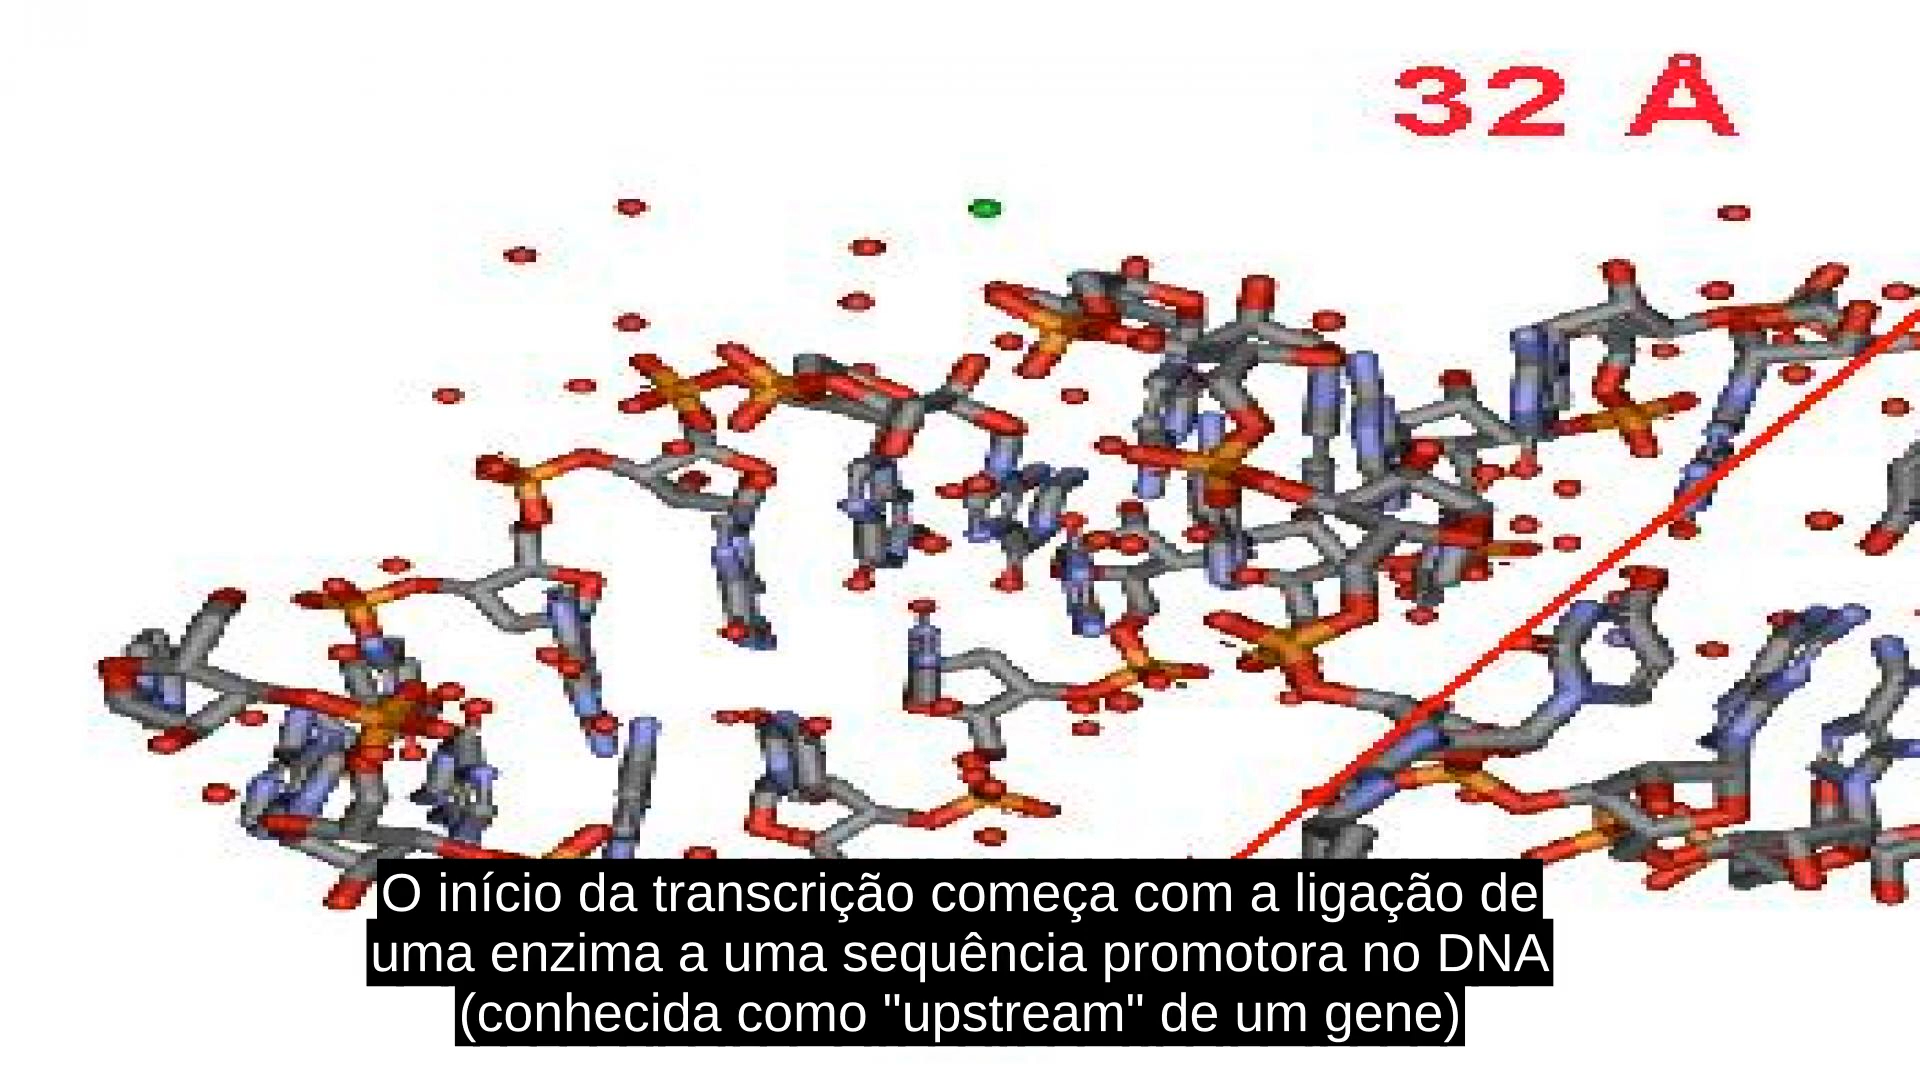 32 Å
O início da transcrição começa com a ligação de
uma enzima a uma sequência promotora no DNA
(conhecida como "upstream" de um gene)